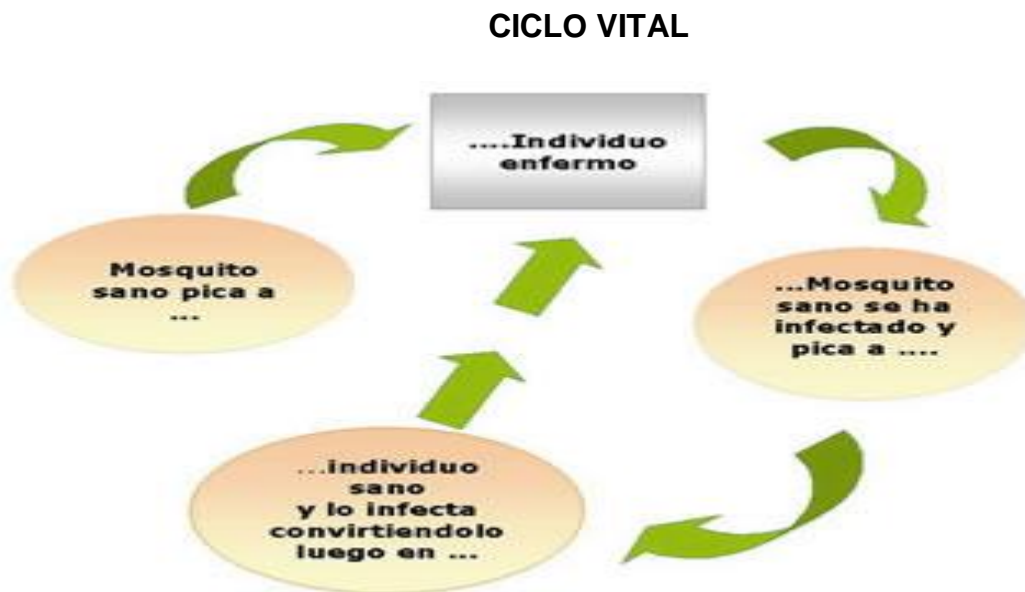 CICLO VITAL
....Individuo
enfermo
Mosquito
sano pica a
...
...Mosquito
sano se ha
infectado y
pica a ....
...individuo
sano
y lo infecta
convirtiendolo
luego en ...